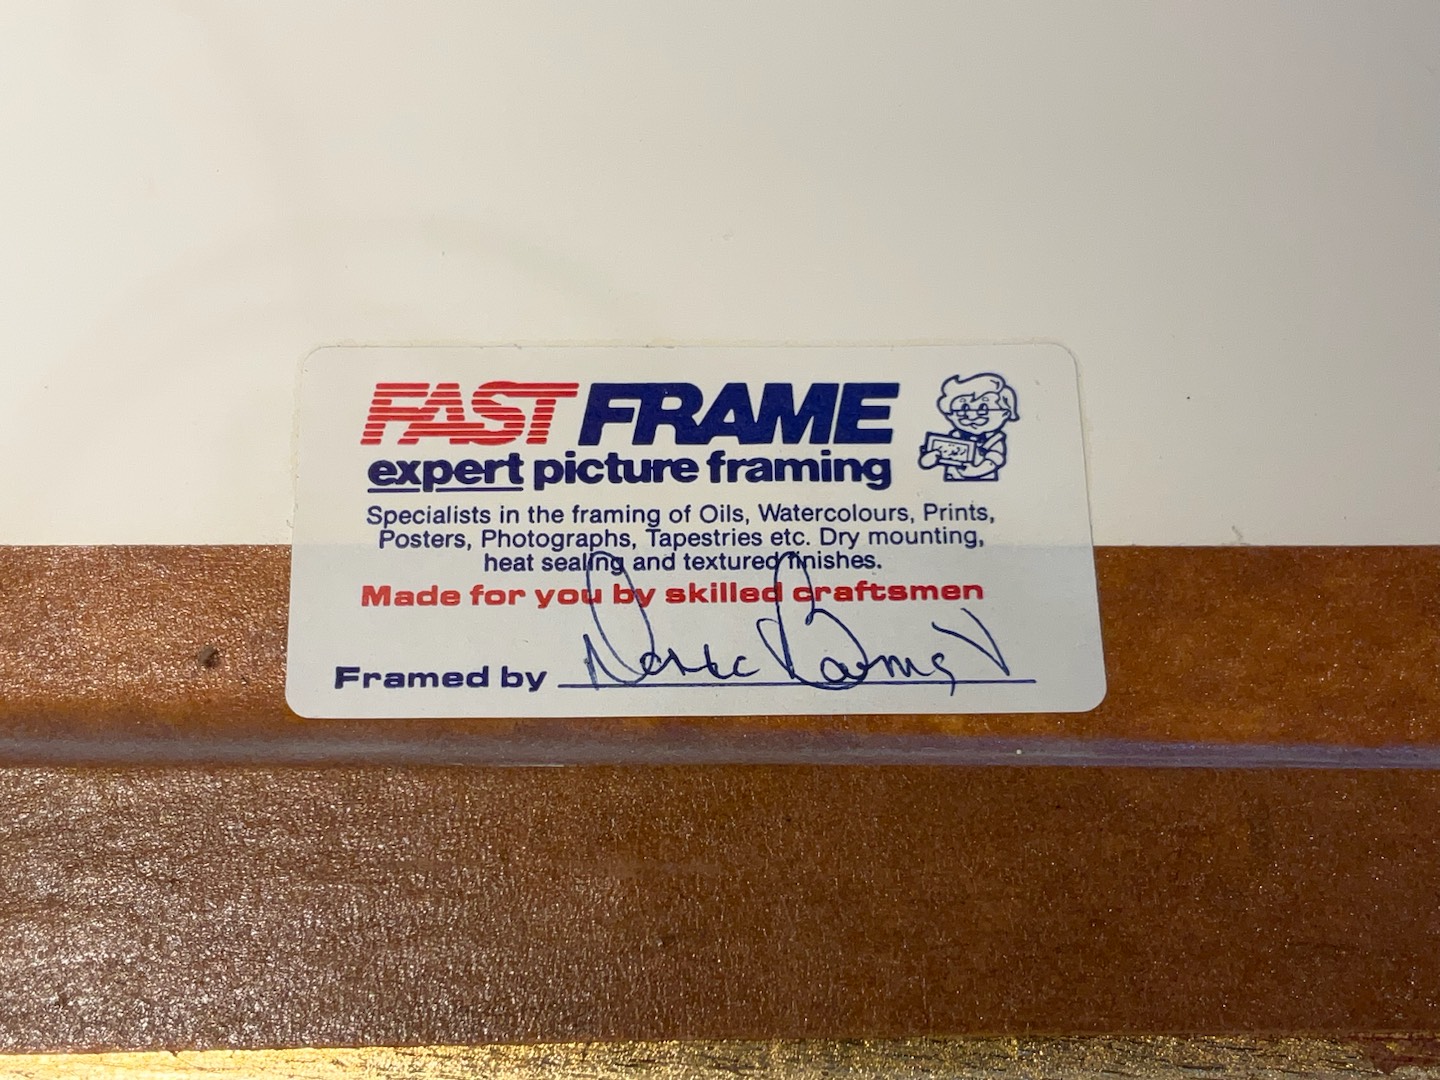 FAST FRAME
expert picture framing
Specialists in the framing of Oils, Watercolours, Prints,
Posters, Photographs, Tapestries etc. Dry mounting,
heat sealing and textured finishes.
Made for you by skilled craftsmen
Framed by